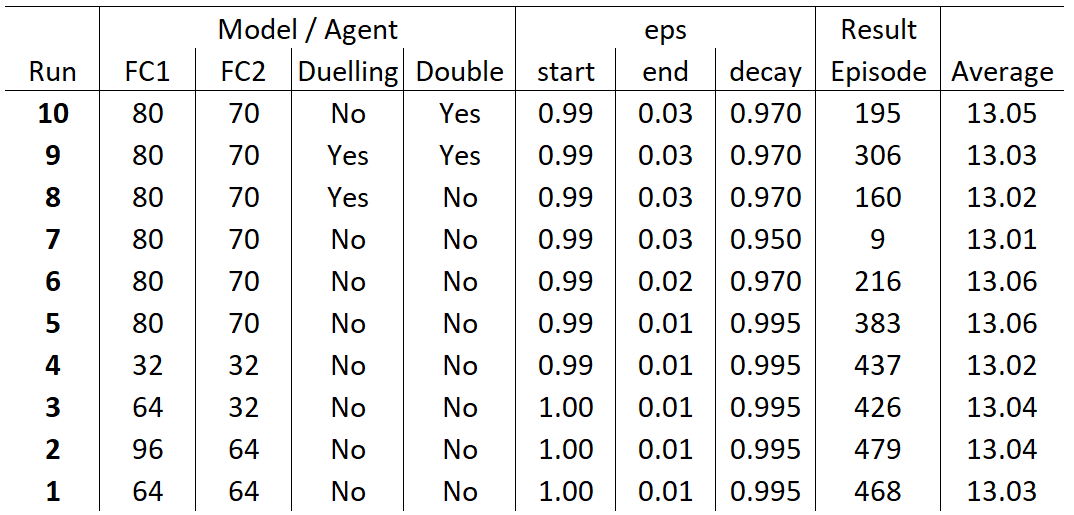 Model / Agent eps Result
Run FC1 FC2 Duelling Double start end decay Episode Average
10 80 70 No Yes 0.99 0.03 0.970 195 13.05
9 80 70 Yes Yes 0.99 0.03 0.970 306 13.03
8 80 70 Yes No 0.99 0.03 0.970 160 13.02
7 80 70 No No 0.99 0.03 0.950 9 13.01
6 80 70 No No 0.99 0.02 0.970 216 13.06
5 80 70 No No 0.99 0.01 0.995 383 13.06
4 32 32 No No 0.99 0.01 0.995 437 13.02
3 64 32 No No 1.00 0.01 0.995 426 13.04
2 96 64 No No 1.00 0.01 0.995 479 13.04
1 64 64 No No 1.00 0.01 0.995 468 13.03